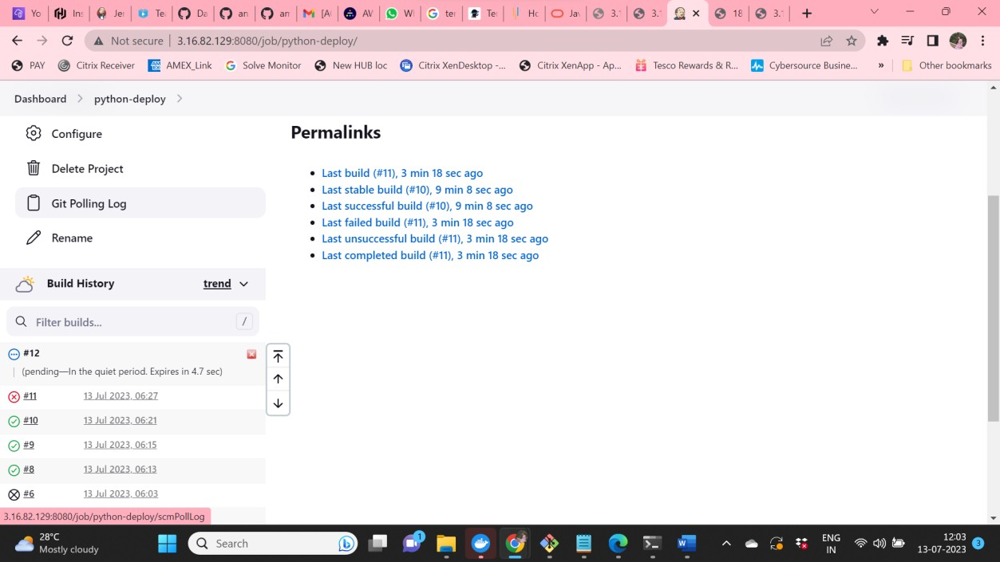 Yo
Ins
Jer
Te
Da
an
an
M [A
AV
W
ter
Ter
Ho
Jav
3.1
3.1
18
3.1
Not secure | 3.16.82.129:8080/job/python-deploy/
PAY
Citrix Receiver
AMEX_Link
Solve Monitor
New HUB loc
Citrix XenDesktop -...
Citrix XenApp - Ap...
Tesco Rewards & R...
Cybersource Busine...
»
Other bookmarks
Dashboard > python-deploy >
Configure
Delete Project
Git Polling Log
Rename
Permalinks
• Last build (#11), 3 min 18 sec ago
• Last stable build (#10), 9 min 8 sec ago
• Last successful build (#10), 9 min 8 sec ago
• Last failed build (#11), 3 min 18 sec ago
• Last unsuccessful build (#11), 3 min 18 sec ago
• Last completed build (#11), 3 min 18 sec ago
Build History trend
Filter builds... /
#12
(pending—In the quiet period. Expires in 4.7 sec)
#11 13 Jul 2023, 06:27
#10 13 Jul 2023, 06:21
#9 13 Jul 2023, 06:15
#8 13 Jul 2023, 06:13
#6 13 Jul 2023, 06:03
3.16.82.129:8080/job/python-deploy/scmPollLog
28°C
Mostly cloudy
Search
1
ENG
IN
12:03
13-07-2023
3